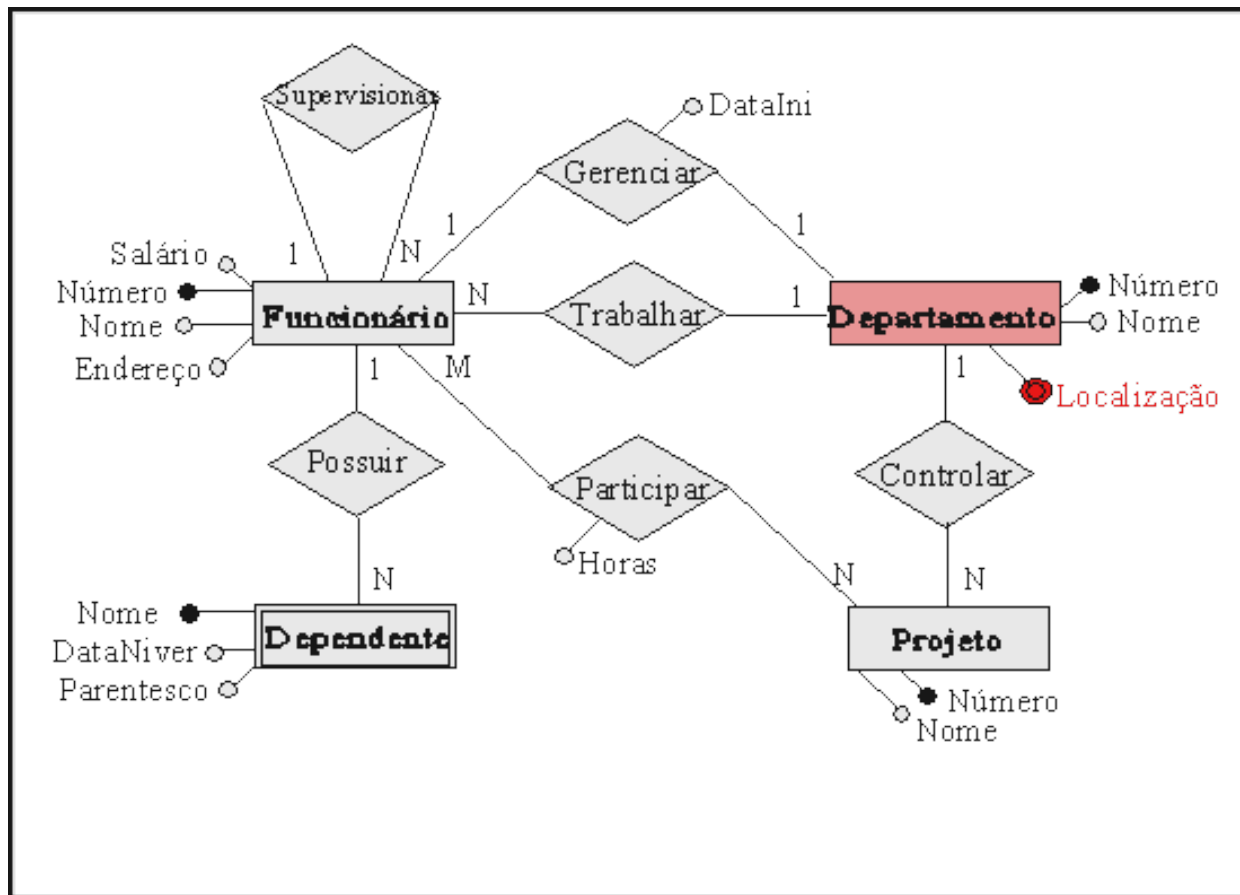 Supervisionar
DataIni
Gerenciar
1
1
Salário
1
N
Número
Funcionário
N
Trabalhar
1
Departamento
Número
Nome
Nome
Endereço
1
M
1
Localização
Possuir
Participar
Controlar
Horas
N
N
N
Nome
Dependente
DataNiver
Parentesco
Projeto
Número
Nome